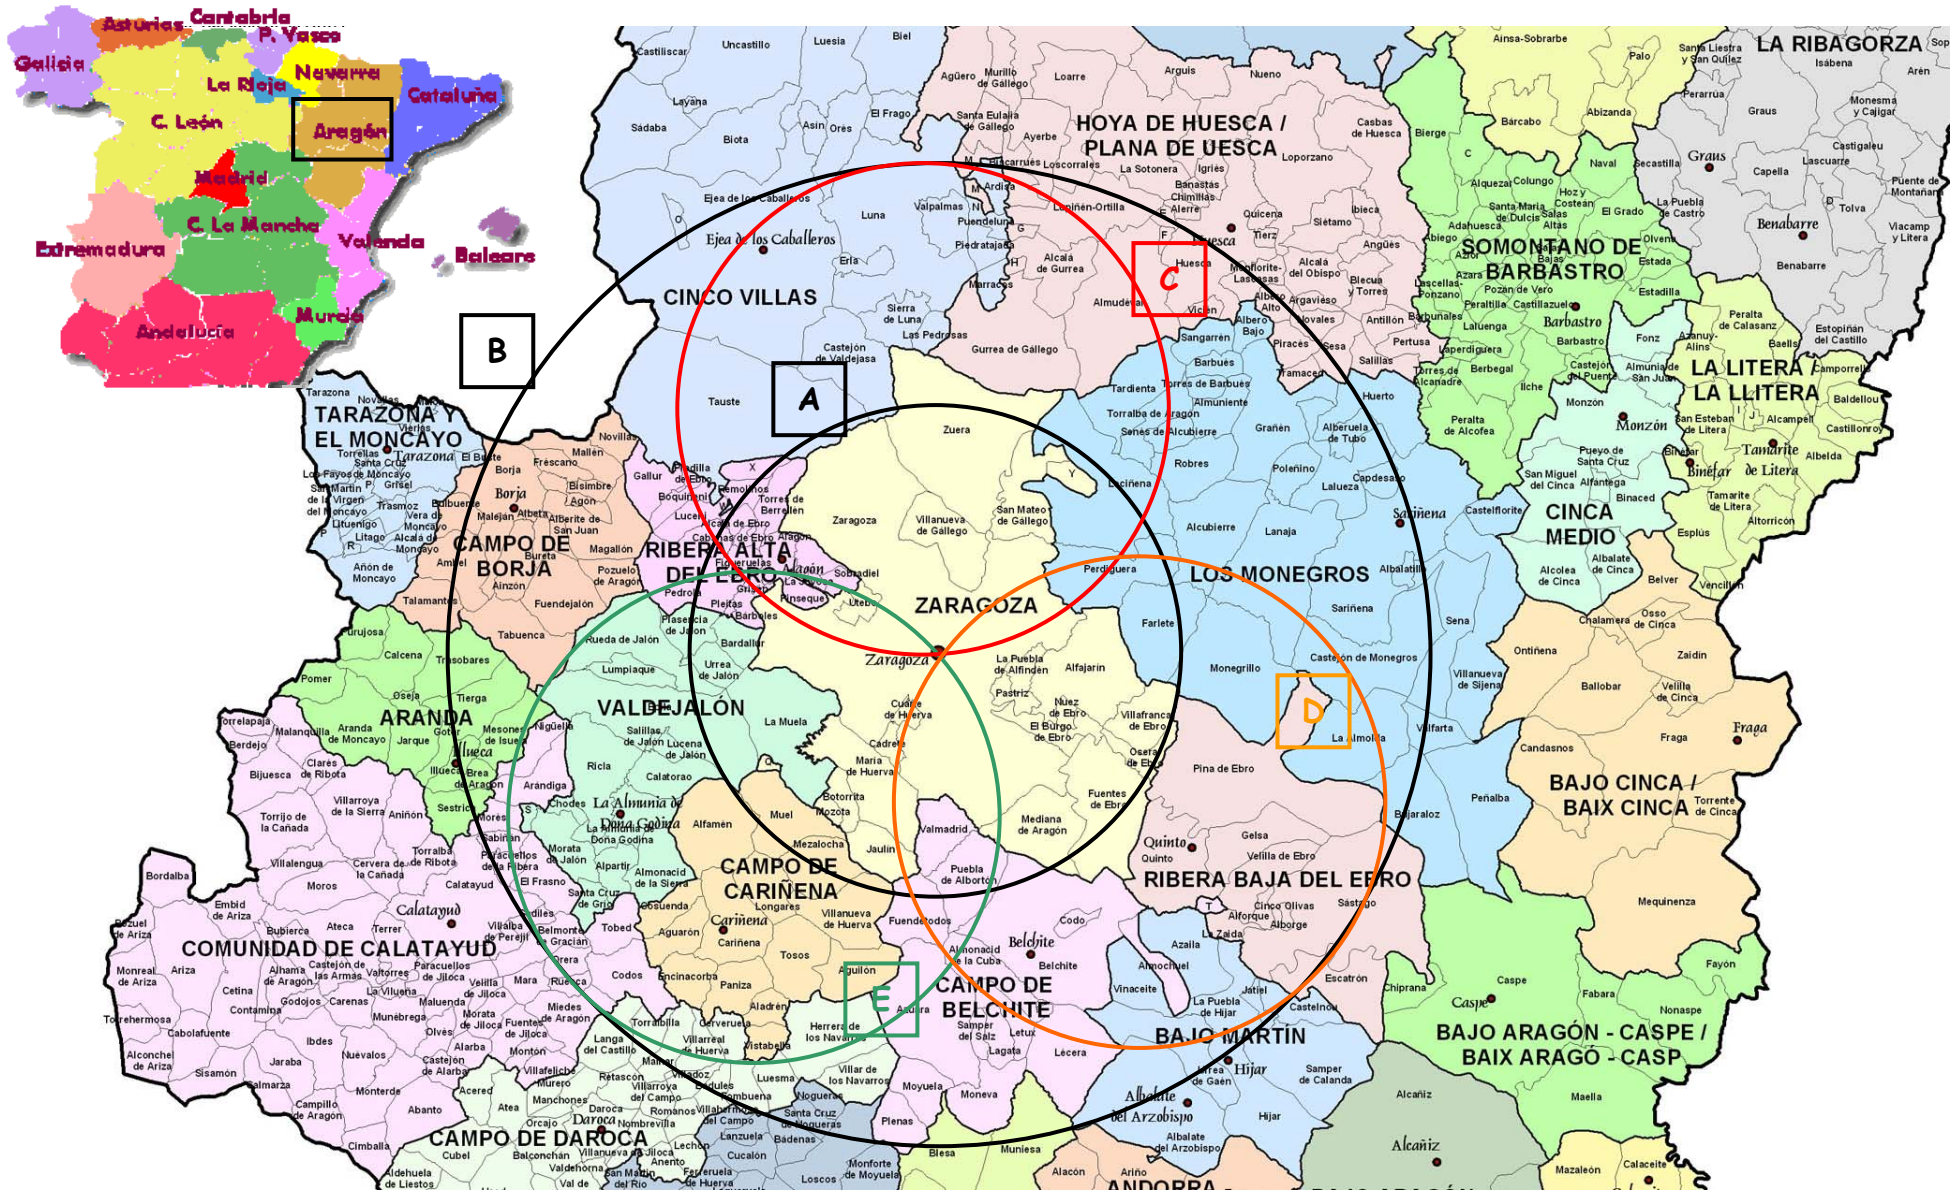 Cantabria
Asturias
P. Vasco
Galicia
Navarra
La Rioja
Cataluña
C. León
Aragón
Madrid
C. La Mancha
Extremadura
Valencia
Balears
Murcia
Andalucía
A
B
C
D
E
Castiliscar
Uncastillo
Luesia
Biel
Layana
Sádaba
Biota
Asín
Orés
El Frago
Ejea de los Caballeros
Luna
Valpalmas
Ejea de los Caballeros
Erla
Piedratajada
Marracos
CINCO VILLAS
Sierra
de Luna
Las Pedrosas
Castejón
de Valdejasa
Tauste
Agüero
Murillo
de Gállego
Loarre
Arguis
Nueno
Santa Eulalia
de Gállego
Ayerbe
HOYA DE HUESCA /
PLANA DE UESCA
Casbas
de Huesca
Loscorrales
La Sotonera
Igriés
Loporzano
Ardisa
Banastás
Chimillas
Alerre
Lupiñén-Ortilla
Quicena
Tierz
Siétamo
Ibieca
Angüés
Huesca
Huesca
Alcalá
de Gurrea
Monflorite-
Lascasas
Alcalá
del Obispo
Blecua
y Torres
Almudévar
Vicién
Albero
Alto
Argavieso
Novales
Antillón
Pertusa
Gurrea de Gállego
Albero
Bajo
Piracés
Sesa
Salillas
Tramaced
Ainsa-Sobrarbe
Palo
Bárcabo
Abizanda
Bierge
Naval
Alquézar
Colungo
Hoz y
Costeán
Santa María
de Dulcis
Salas
Altas
El Grado
Adahuesca
Abiego
SOMONTANO DE
BARBASTRO
Olvena
Estada
Estadilla
Azara
Azlor
Lascellas-
Ponzano
Pozán de Vero
Peraltilla
Castillazuelo
Barbuñales
Laluenga
Barbastro
Barbastro
Laperdiguera
Berbegal
Castejón
del Puente
Torres de
Alcanadre
Ilche
Peralta
de Alcofea
LA RIBAGORZA
Santa Liestra
y San Quílez
Isábena
Arén
Perarrúa
Graus
Monesma
y Cajigar
Secastilla
Graus
Castigaleu
Lascuarre
Capella
Puente de
Montañana
La Puebla
de Castro
Tolva
Benabarre
Viacamp
y Litera
Benabarre
Estopiñán
del Castillo
Peralta
de Calasanz
Azanuy-
Alins
Baells
LA LITERA /
LA LLITERA
Camporrells
Baldellou
San Esteban
de Litera
Alcampell
Castillonroy
Tamarite
de Litera
Albelda
Binéfar
Binéfar
Tamarite
de Litera
Altorricón
Esplús
Vencillón
Fonz
Almunia de
San Juan
Monzón
Monzón
Pueyo de
Santa Cruz
San Miguel
del Cinca
Alfántega
Binaced
CINCA
MEDIO
Albalate
de Cinca
Alcolea
de Cinca
Tarazona
Novallas
TARAZONA Y
EL MONCAYO
Vierlas
Torrellas
Tarazona
El Buste
Santa Cruz
de Moncayo
Los Fayos
Grisel
San Martín
de la Virgen
del Moncayo
Trasmoz
Lituénigo
Vera de
Moncayo
Litago
Alcalá de
Moncayo
Añón de
Moncayo
Novillas
Mallén
Borja
Fréscano
Bisimbre
Agón
Bulbuente
Borja
Maleján
Albeta
Alberite de
San Juan
CAMPO DE
BORJA
Bureta
Magallón
Ambel
Ainzón
Pozuelo
de Aragón
Talamantes
Fuendejalón
Tabuenca
Gallur
Pradilla
de Ebro
Boquiñeni
Remolinos
Luceni
Torres de
Berrellén
Alcalá de Ebro
Cabañas de Ebro
Alagón
RIBERA ALTA
DEL EBRO
Figueruelas
Alagón
La Joyosa
Sobradiel
Pedrola
Grisén
Pinseque
Pleitas
Bárboles
Utebo
Zuera
Zaragoza
Villanueva
de Gállego
San Mateo
de Gállego
ZARAGOZA
Zaragoza
La Puebla
de Alfindén
Alfajarín
Pastriz
Nuez
de Ebro
El Burgo
de Ebro
Villafranca
de Ebro
Osera
de Ebro
Cuarte
de Huerva
Cadrete
María
de Huerva
Botorrita
Mozota
Jaulín
Fuentes
de Ebro
Mediana
de Aragón
Sangarrén
Barbués
Tardienta
Torres de Barbués
Almuniente
Torralba de Aragón
Senés de Alcubierre
Grañén
Huerto
Alberuela
de Tubo
Robres
Poleñino
Capdesaso
Lalueza
Leciñena
Alcubierre
Lanaja
Sariñena
Castelflorite
Perdiguera
LOS MONEGROS
Albalatillo
Sariñena
Farlete
Sena
Monegrillo
Castejón de Monegros
Villanueva
de Sijena
La Almolda
Valfarta
Bujaraloz
Peñalba
Belver
Osso
de Cinca
Chalamera
Ontiñena
Zaidín
Ballobar
Velilla
de Cinca
Candasnos
Fraga
Fraga
BAJO CINCA /
BAIX CINCA
Torrente
de Cinca
Mequinenza
Purujosa
Calcena
Trasobares
Pomer
Oseja
Tierga
ARANDA
Aranda
de Moncayo
Gotor
Jarque
Mesones
de Isuela
Illueca
Illueca
Brea
de Aragón
Sestrica
Plasencia
de Jalón
Rueda de Jalón
Bardallur
Lumpiaque
Urrea
de Jalón
VALDEJALÓN
La Muela
Salillas
de Jalón
Lucena
de Jalón
Ricla
Calatorao
Chodes
La Almunia de
Doña Godina
La Almunia de
Doña Godina
Morata
de Jalón
Alpartir
Almonacid
de la Sierra
Santa Cruz
de Grío
Alfamén
Muel
Mezalocha
CAMPO DE
CARIÑENA
Longares
Cosuenda
Villanueva
de Huerva
Cariñena
Cariñena
Aguarón
Tosos
Encinacorba
Paniza
Aguilón
Aladrén
Vistabella
Torrelapaja
Berdejo
Malanquilla
Bijuesca
Clarés
de Ribota
Villarroya
de la Sierra
Aniñón
Torrijo de
la Cañada
Nigüella
Arándiga
Morés
Sabiñán
Paracuellos
de la Ribera
Torralba
de Ribota
Villalengua
Cervera de
la Cañada
El Frasno
Moros
Calatayud
Bordalba
Pozuel
de Ariza
Embid
de Ariza
Calatayud
Bubierca
Ateca
Terrer
Villalba
de Perejil
Belmonte
de Gracián
Tobed
COMUNIDAD DE CALATAYUD
Monreal
de Ariza
Ariza
Alhama
de Aragón
Castejón de
las Armas
Valtorres
Paracuellos
de Jiloca
Orera
Codos
Cetina
La Vilueña
Velilla
de Jiloca
Mara
Ruesca
Contamina
Godojos
Carenas
Maluenda
Miedes
de Aragón
Torrehermosa
Cabolafuente
Munébrega
Morata
de Jiloca
Fuentes
de Jiloca
Olvés
Ibdes
Alarba
Montón
Alconchel
de Ariza
Jaraba
Nuévalos
Castejón
de Alarba
Villafeliche
Sisamón
Calmarza
Monterde
Campillo
de Aragón
Abanto
Cimballa
Torralbilla
Cerveruela
Langa
del Castillo
Villarreal
de Huerva
Mainar
Herrera de
los Navarros
Retascón
Villadoz
Villarroya
del Campo
Badules
Luesma
Villar de
los Navarros
Murero
Acered
Manchones
Atea
Daroca
Romanos
Fombuena
Orcajo
Daroca
Nombrevilla
Villahermosa
del Campo
CAMPO DE DAROCA
Lechón
Cubel
Balconchán
Villanueva de Jiloca
Valdehorna
Anento
Aldehuela
de Liestos
Val de
San Martín
del Río
Ferreruela
de Huerva
Nogueras
Santa Cruz
de Nogueras
Lanzuela
Bádenas
Cucalón
Monforte
de Moyuela
Loscos
Valmadrid
Puebla
de Albortón
Fuendetodos
Codo
Belchite
Belchite
Almonacid
de la Cuba
CAMPO DE
BELCHITE
Azuara
Samper
del Salz
Letux
Lagata
Lécera
Moyuela
Moneva
Plenas
Blesa
Muniesa
Pina de Ebro
Quinto
Quinto
Gelsa
Velilla de Ebro
RIBERA BAJA DEL EBRO
Cinco Olivas
Sástago
Alforque
Alborge
La Zaida
Escatrón
Azaila
Almochuel
Vinaceite
La Puebla
de Híjar
Jatiel
Castelnou
BAJO MARTÍN
Urrea
de Gaén
Híjar
Samper
de Calanda
Albalate
del Arzobispo
Híjar
Albalate
del Arzobispo
Alacón
Ariño
ANDORRA
Chiprana
Caspe
Caspe
Fabara
Fayón
Nonaspe
BAJO ARAGÓN - CASPE /
BAIX ARAGÓ - CASP
Maella
Alcañiz
Alcañiz
Mazaleón
Calaceite